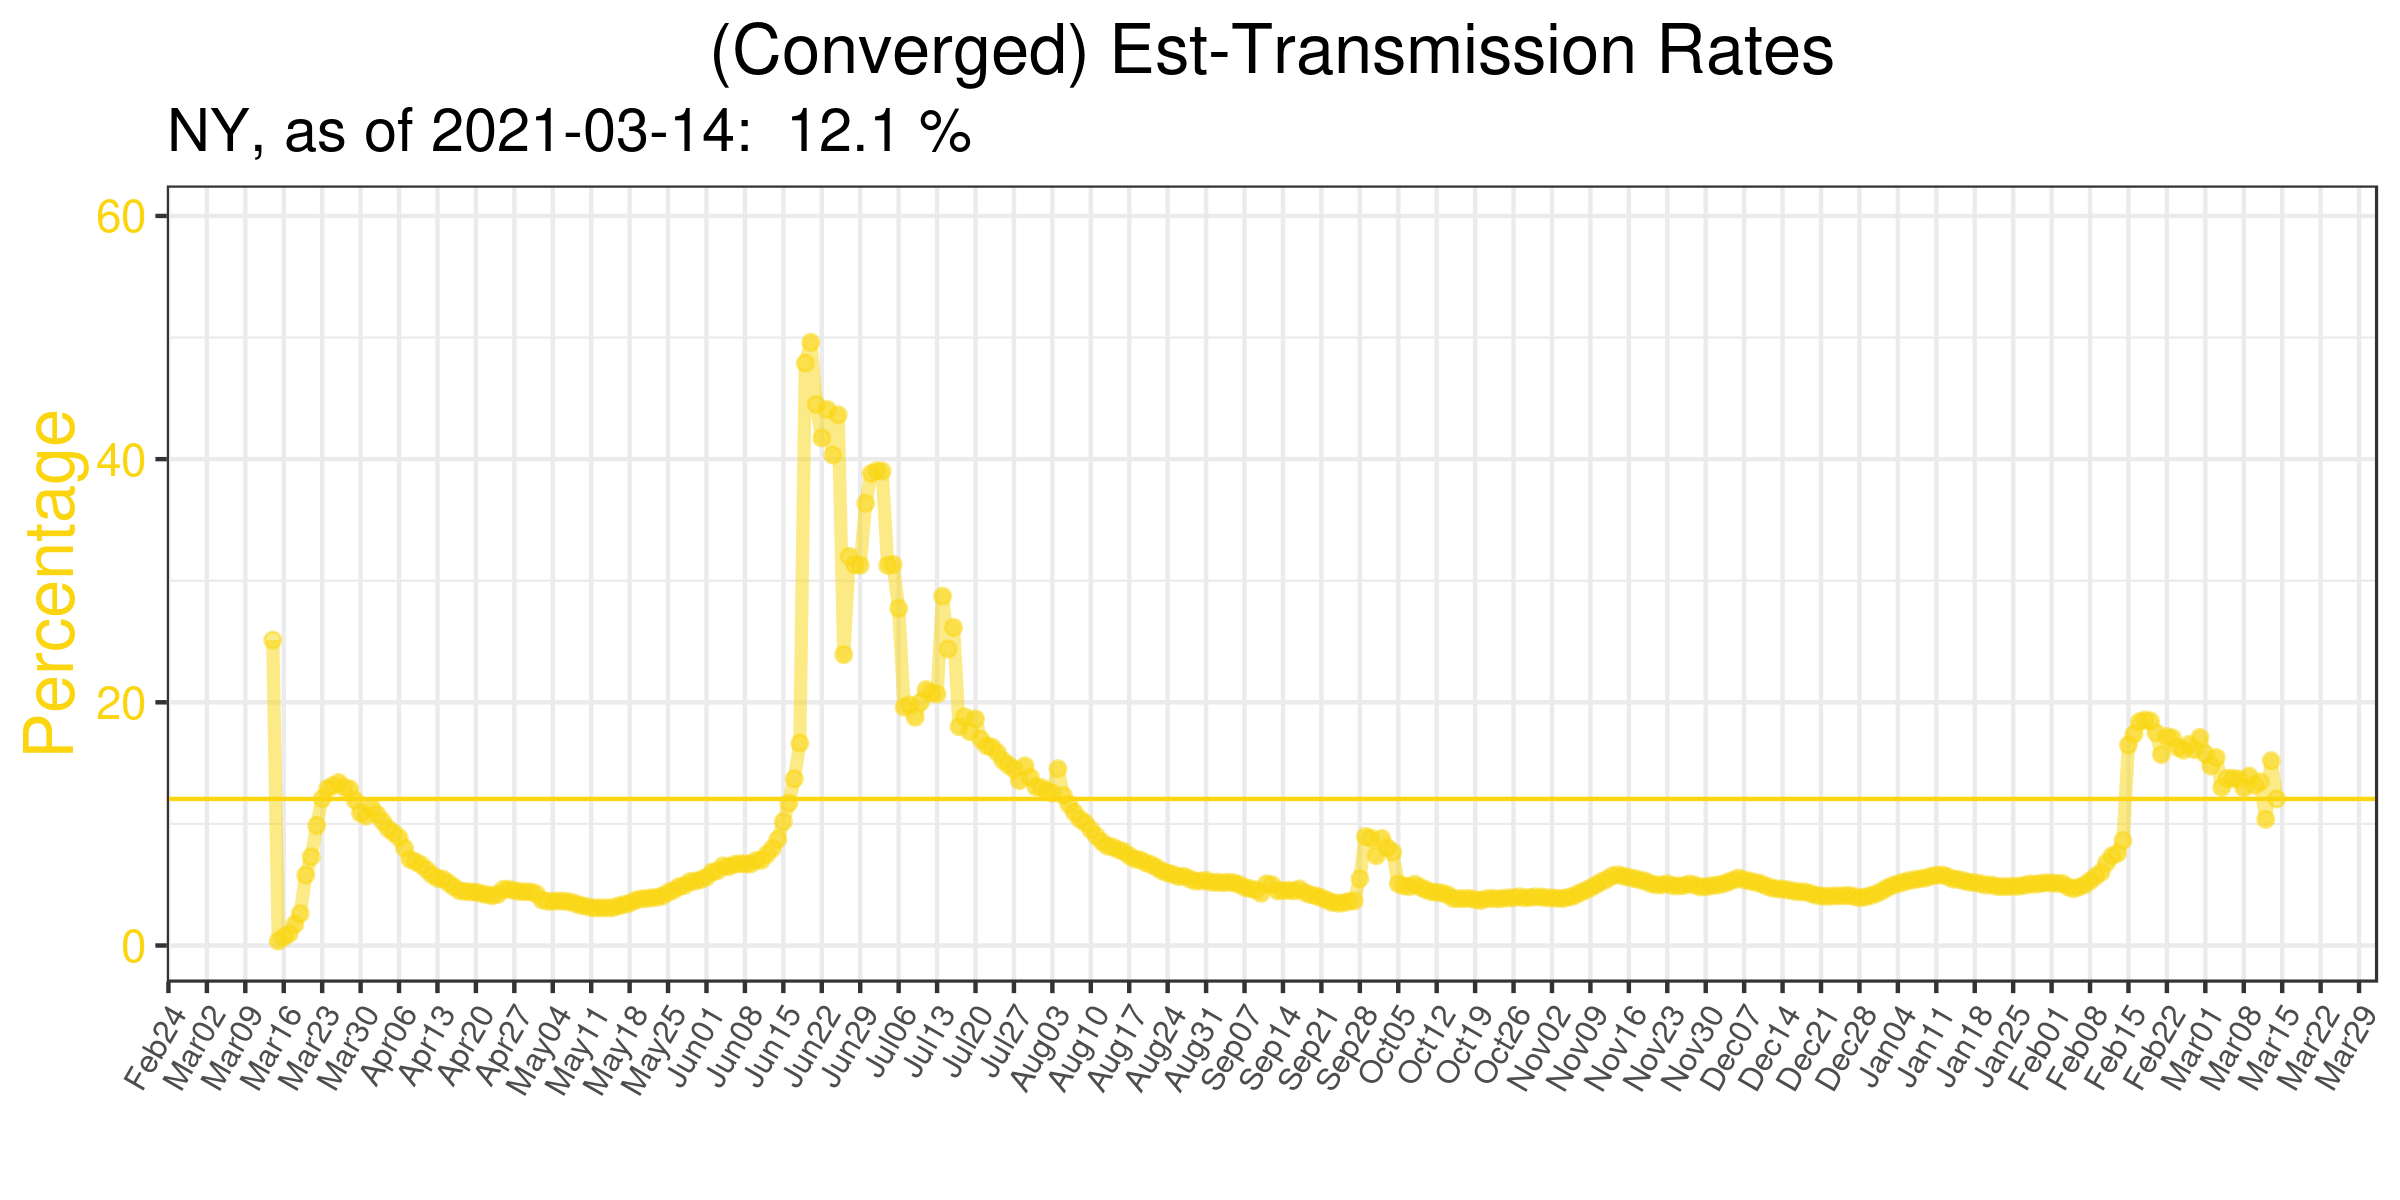 (Converged) Est-Transmission Rates
NY, as of 2021-03-14:  12.1 %
Percentage
60
40
20
0
Feb24
Mar02
Mar09
Mar16
Mar23
Mar30
Apr06
Apr13
Apr20
Apr27
May04
May11
May18
May25
Jun01
Jun08
Jun15
Jun22
Jun29
Jul06
Jul13
Jul20
Jul27
Aug03
Aug10
Aug17
Aug24
Aug31
Sep07
Sep14
Sep21
Sep28
Oct05
Oct12
Oct19
Oct26
Nov02
Nov09
Nov16
Nov23
Nov30
Dec07
Dec14
Dec21
Dec28
Jan04
Jan11
Jan18
Jan25
Feb01
Feb08
Feb15
Feb22
Mar01
Mar08
Mar15
Mar22
Mar29